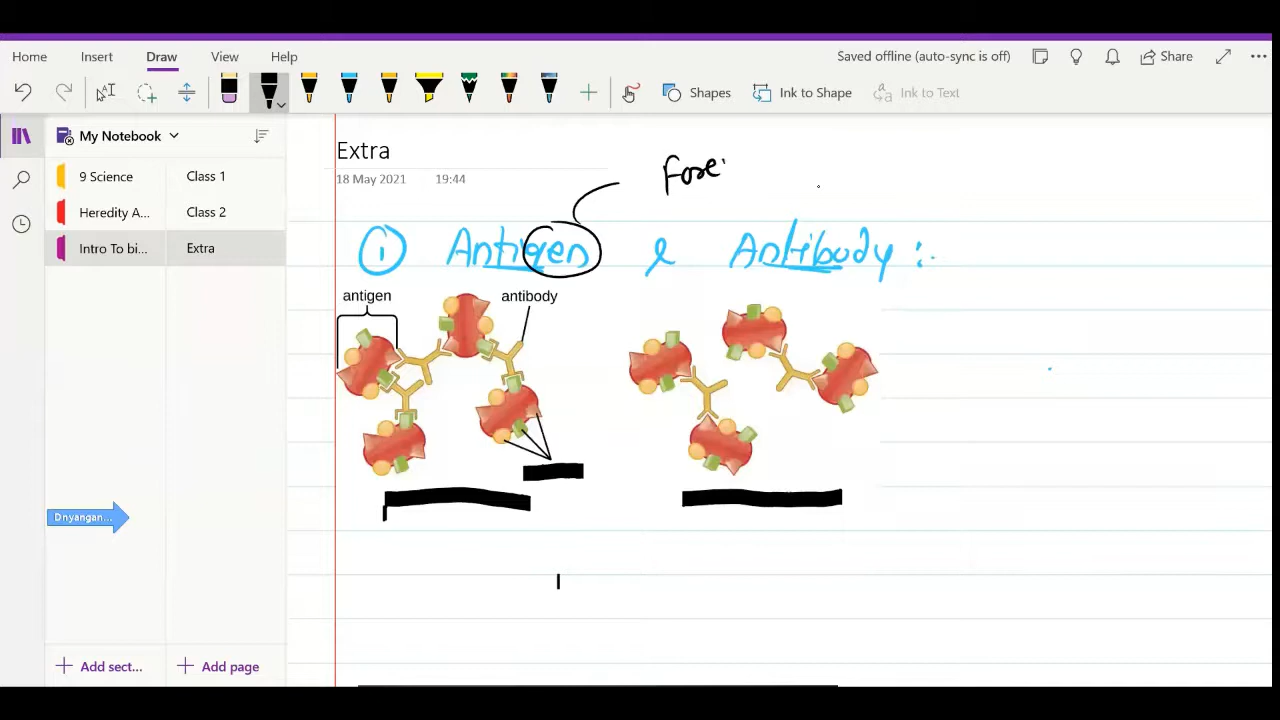 Home Insert Draw View Help Saved offline (auto-sync is off) Share
Shapes Ink to Shape Ink to Text
My Notebook
9 Science Class 1
Heredity A... Class 2
Intro To bi... Extra
Dnyangan...
Add sect... Add page
Extra
18 May 2021 19:44
Fore
① Antigen & Antibody :-
antigen antibody